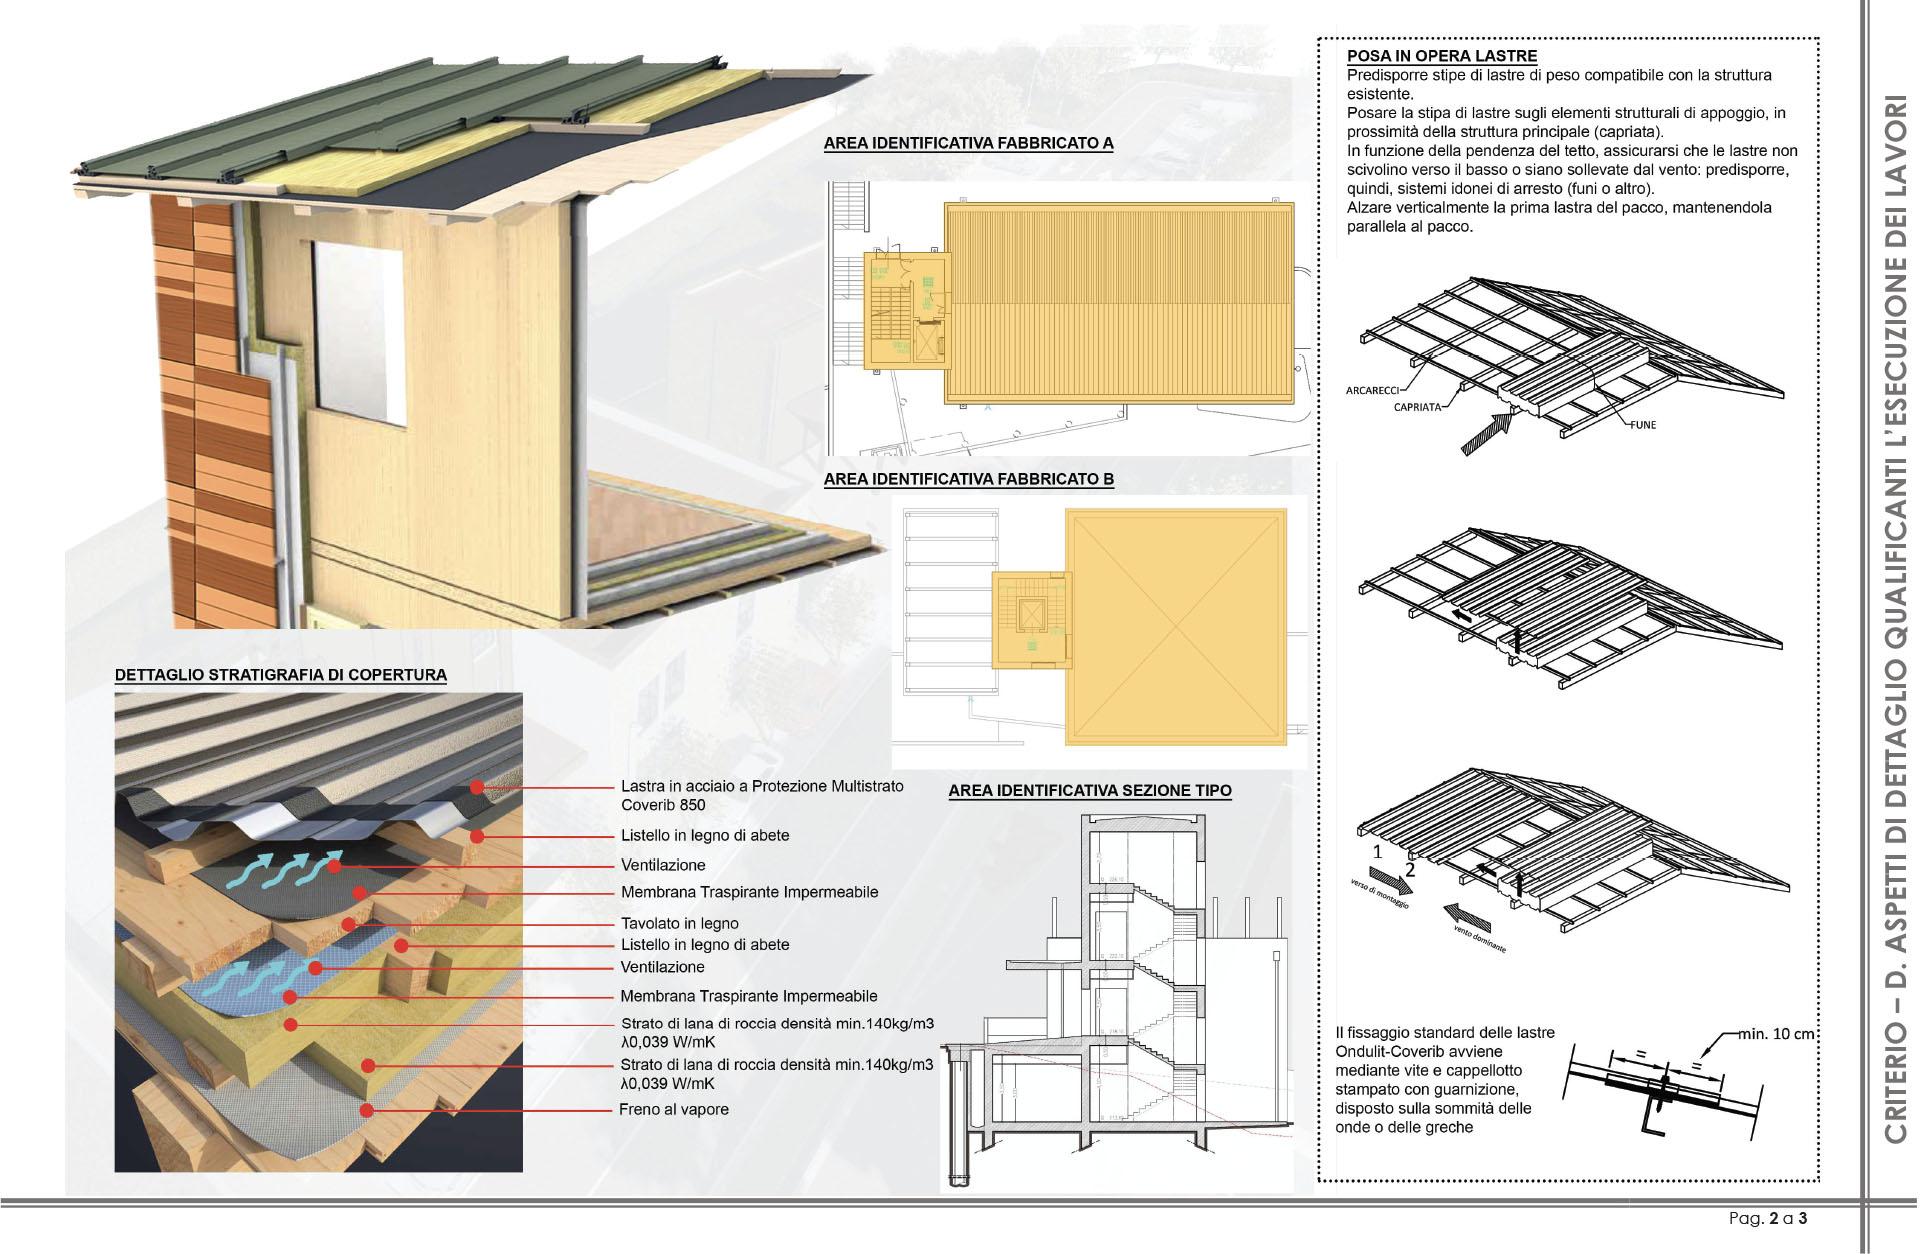 AREA IDENTIFICATIVA FABBRICATO A
AREA IDENTIFICATIVA FABBRICATO B
DETTAGLIO STRATIGRAFIA DI COPERTURA
Lastra in acciaio a Protezione Multistrato
Coverib 850
Listello in legno di abete
Ventilazione
Membrana Traspirante Impermeabile
Tavolato in legno
Listello in legno di abete
Ventilazione
Membrana Traspirante Impermeabile
Strato di lana di roccia densità min.140kg/m3
λ0,039 W/mK
Strato di lana di roccia densità min.140kg/m3
λ0,039 W/mK
Freno al vapore
AREA IDENTIFICATIVA SEZIONE TIPO
POSA IN OPERA LASTRE
Predisporre stipe di lastre di peso compatibile con la struttura
esistente.
Posare la stipa di lastre sugli elementi strutturali di appoggio, in
prossimità della struttura principale (capriata).
In funzione della pendenza del tetto, assicurarsi che le lastre non
scivolino verso il basso o siano sollevate dal vento: predisporre,
quindi, sistemi idonei di arresto (funi o altro).
Alzare verticalmente la prima lastra del pacco, mantenendola
parallela al pacco.
ARCARECCI
CAPRIATA
FUNE
1
2
verso di montaggio
vento dominante
Il fissaggio standard delle lastre
Ondulit-Coverib avviene
mediante vite e cappellotto
stampato con guarnizione,
disposto sulla sommità delle
onde o delle greche
= =
min. 10 cm
CRITERIO – D. ASPETTI DI DETTAGLIO QUALIFICANTI L'ESECUZIONE DEI LAVORI
Pag. 2 a 3